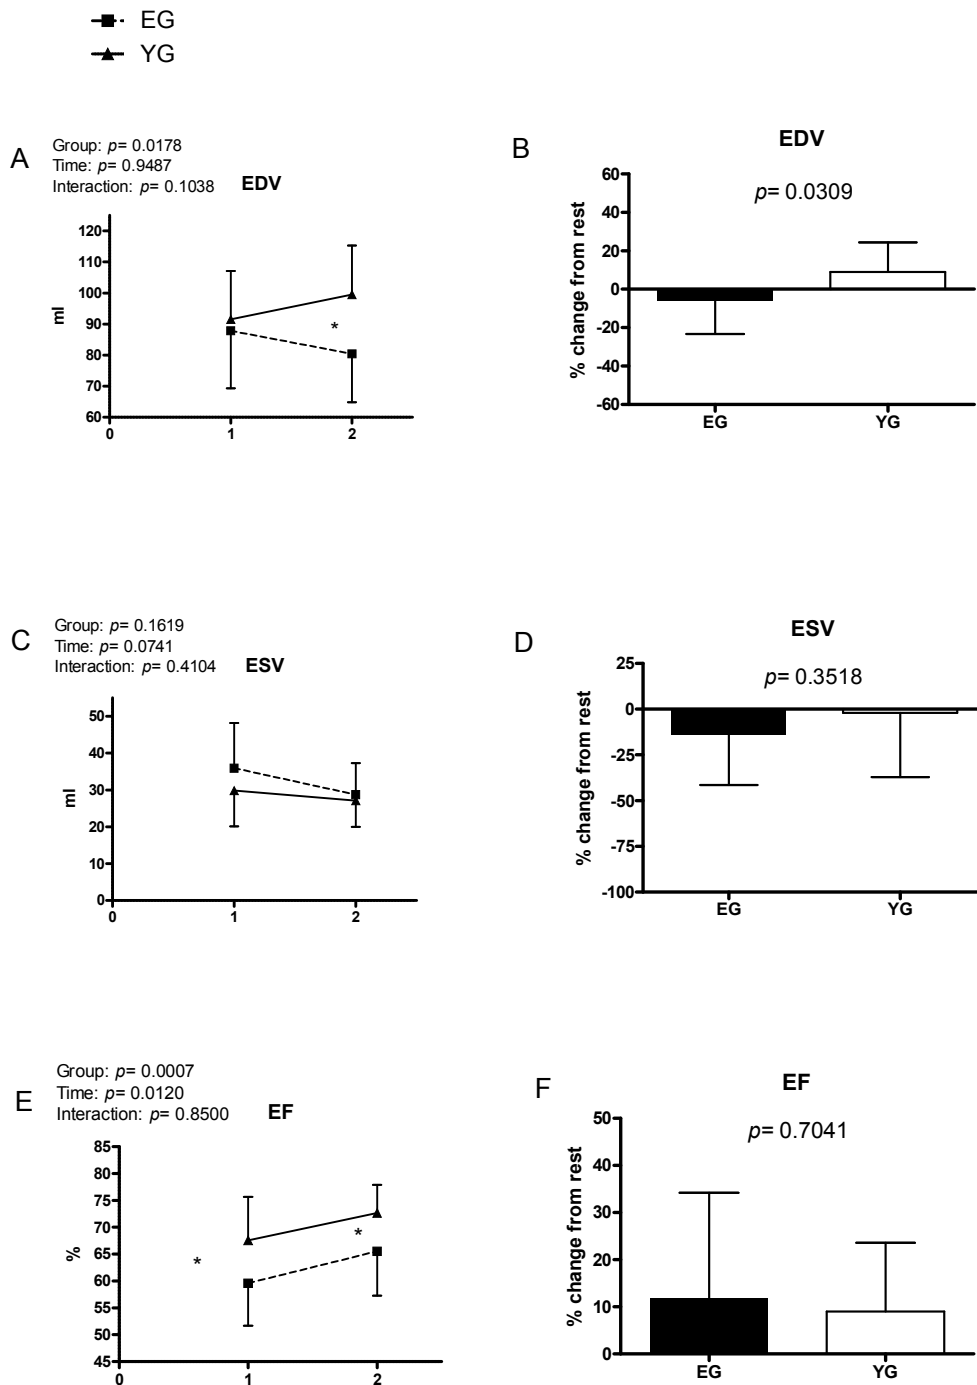 EG
YG
A
Group: p= 0.0178
Time: p= 0.9487
Interaction: p= 0.1038
EDV
120
110
100
90
80
70
60
ml
0
1
2
B
EDV
p= 0.0309
60
40
20
0
-20
-40
-60
% change from rest
EG
YG
C
Group: p= 0.1619
Time: p= 0.0741
Interaction: p= 0.4104
ESV
50
40
30
20
10
0
ml
0
1
2
D
ESV
p= 0.3518
25
0
-25
-50
-75
-100
% change from rest
EG
YG
E
Group: p= 0.0007
Time: p= 0.0120
Interaction: p= 0.8500
EF
85
80
75
70
65
60
55
50
45
%
*
*
0
1
2
F
EF
p= 0.7041
50
40
30
20
10
0
% change from rest
EG
YG